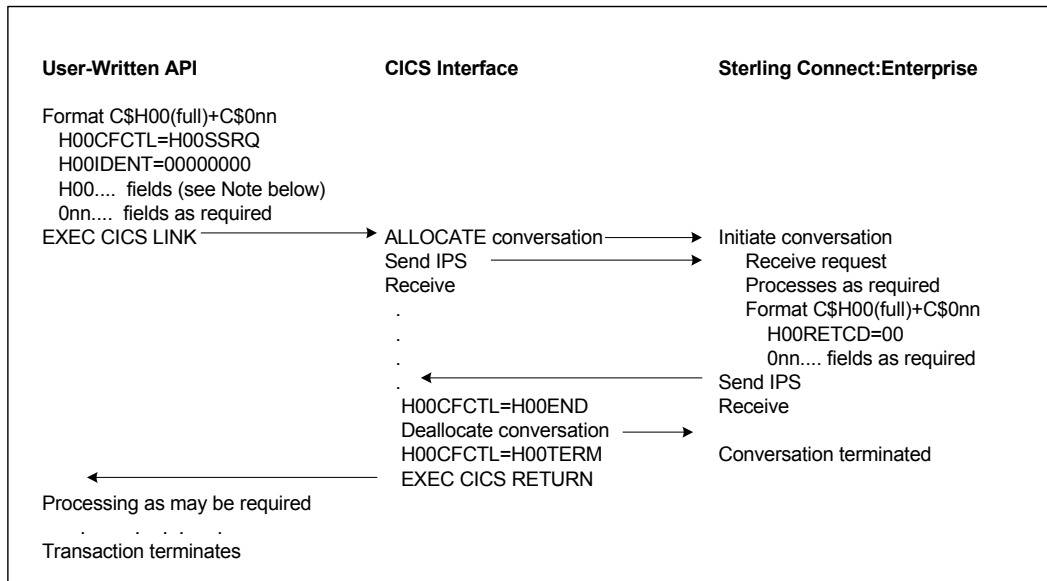 User-Written API CICS Interface Sterling Connect:Enterprise
Format C$H00(full)+C$0nn
H00CFCTL=H00SSRQ
H00IDENT=00000000
H00.... fields (see Note below)
0nn.... fields as required
EXEC CICS LINK ALLOCATE conversation Initiate conversation
Send IPS Receive request
Receive Processes as required
. Format C$H00(full)+C$0nn
. H00RETCD=00
. 0nn.... fields as required
. Send IPS
H00CFCTL=H00END Receive
Deallocate conversation
H00CFCTL=H00TERM Conversation terminated
EXEC CICS RETURN
Processing as may be required
. . . . .
Transaction terminates